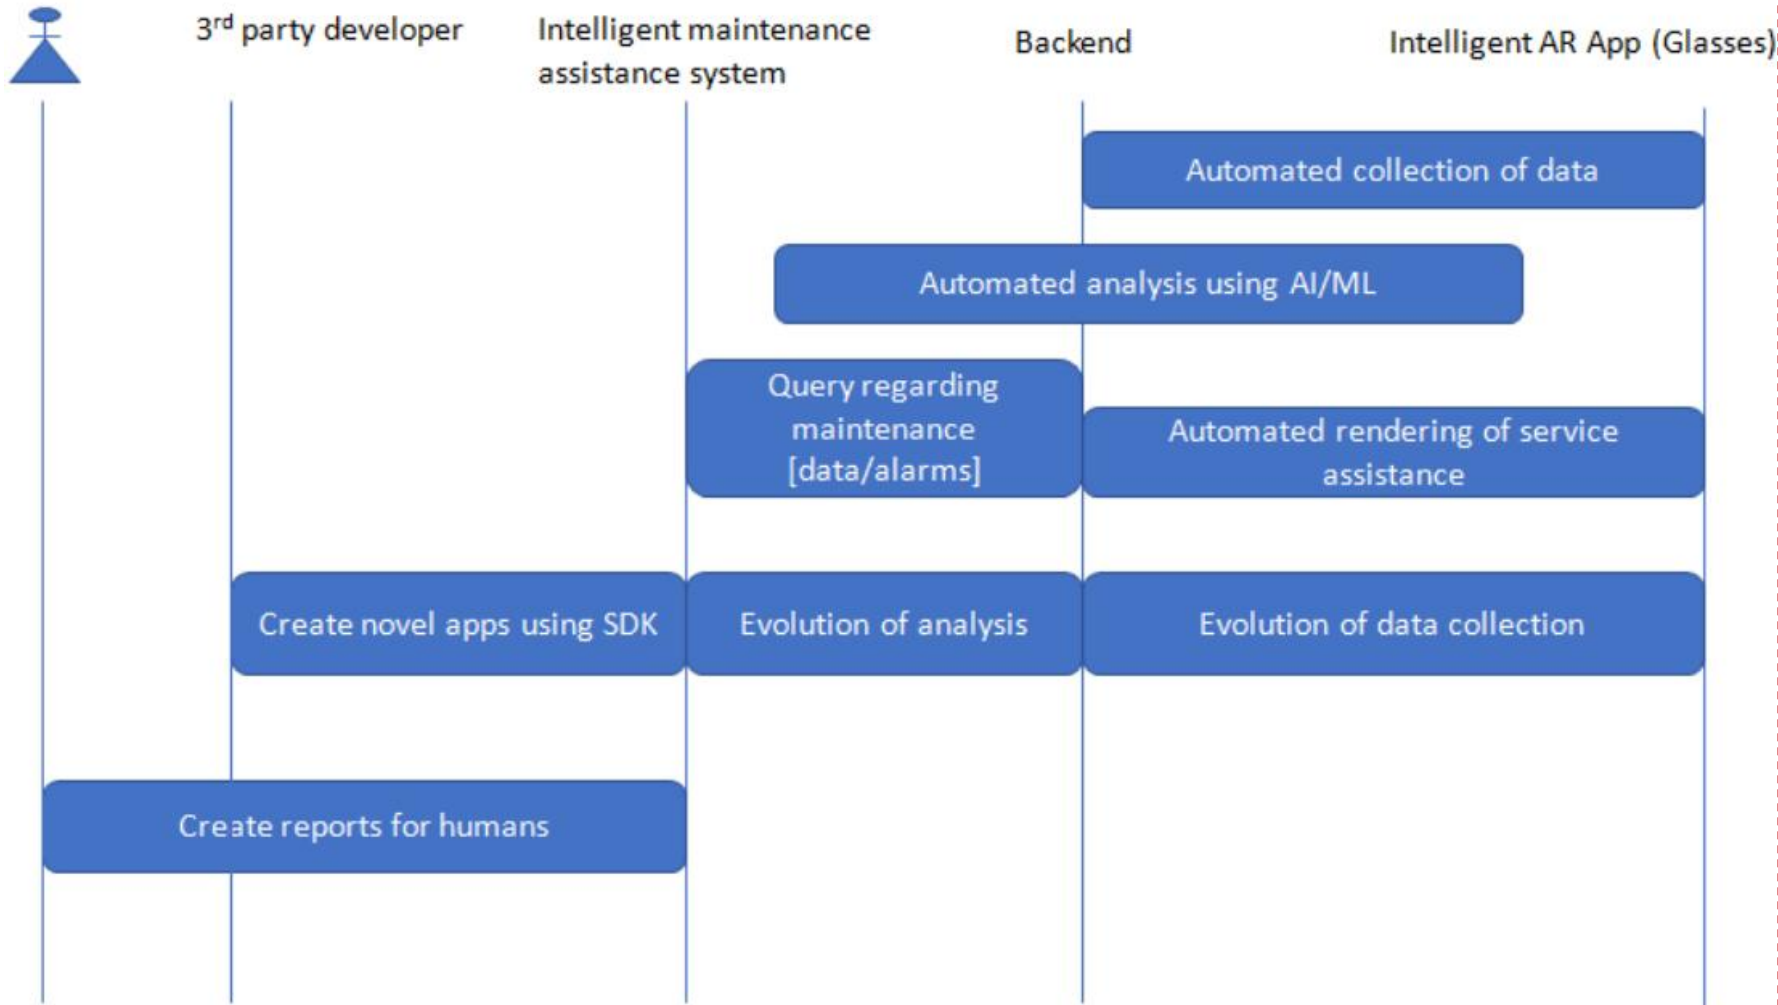 3rd party developer
Intelligent maintenance
assistance system
Backend
Intelligent AR App (Glasses)
Automated collection of data
Automated analysis using AI/ML
Query regarding
maintenance
[data/alarms]
Automated rendering of service
assistance
Create novel apps using SDK
Evolution of analysis
Evolution of data collection
Create reports for humans